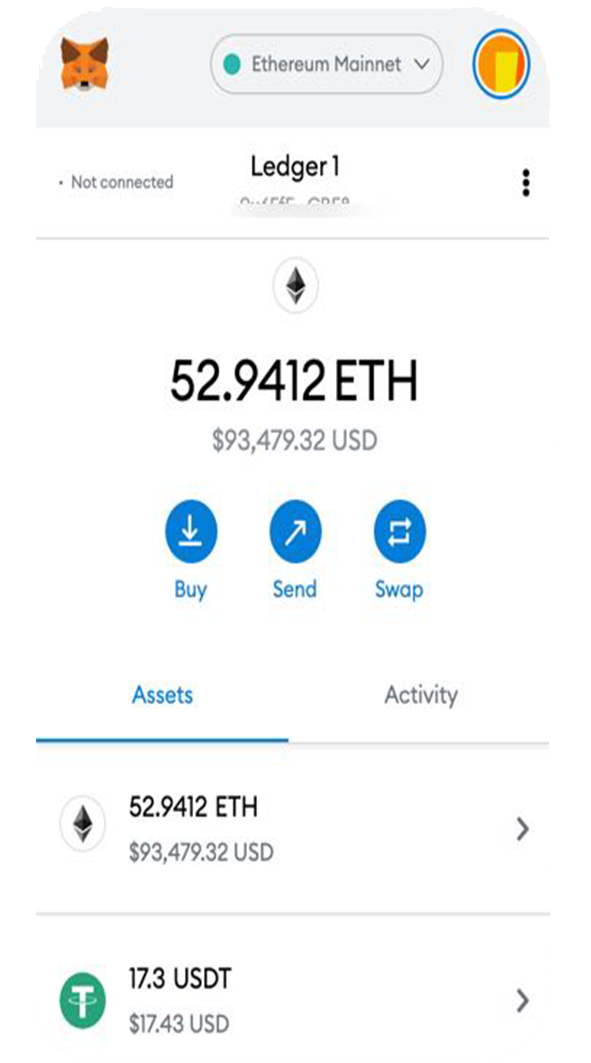 Ethereum Mainnet
Not connected
Ledger 1
52.9412 ETH
$93,479.32 USD
Buy
Send
Swap
Assets
Activity
52.9412 ETH
$93,479.32 USD
17.3 USDT
$17.43 USD